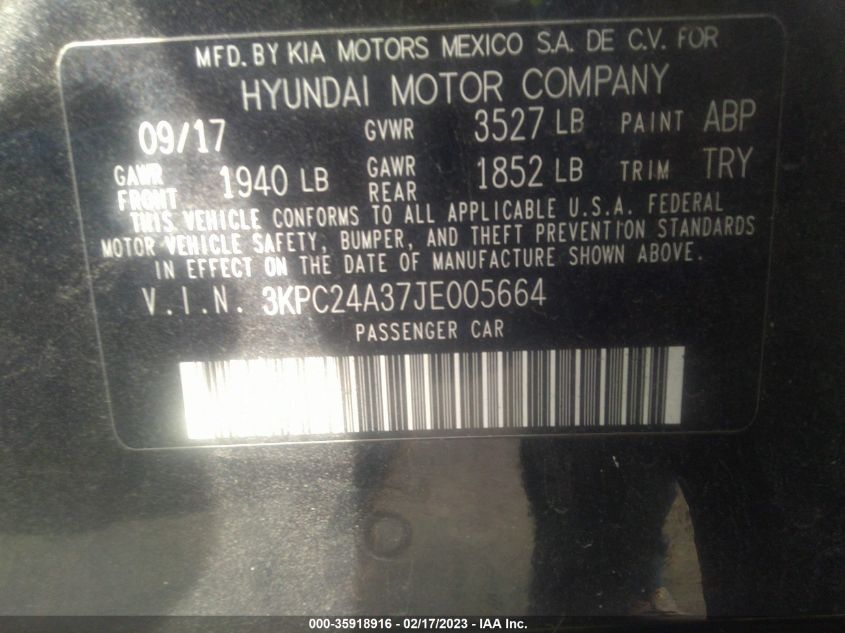 MFD. BY KIA MOTORS MEXICO S.A. DE C.V. FOR
HYUNDAI MOTOR COMPANY
09/17 GVWR 3527 LB PAINT ABP
GAWR FRONT 1940 LB GAWR REAR 1852 LB TRIM TRY
THIS VEHICLE CONFORMS TO ALL APPLICABLE U.S.A. FEDERAL
MOTOR VEHICLE SAFETY, BUMPER, AND THEFT PREVENTION STANDARDS
IN EFFECT ON THE DATE OF MANUFACTURE SHOWN ABOVE.
V.I.N. 3KPC24A37JE005664
PASSENGER CAR
000-35918916 - 02/17/2023 - IAA Inc.